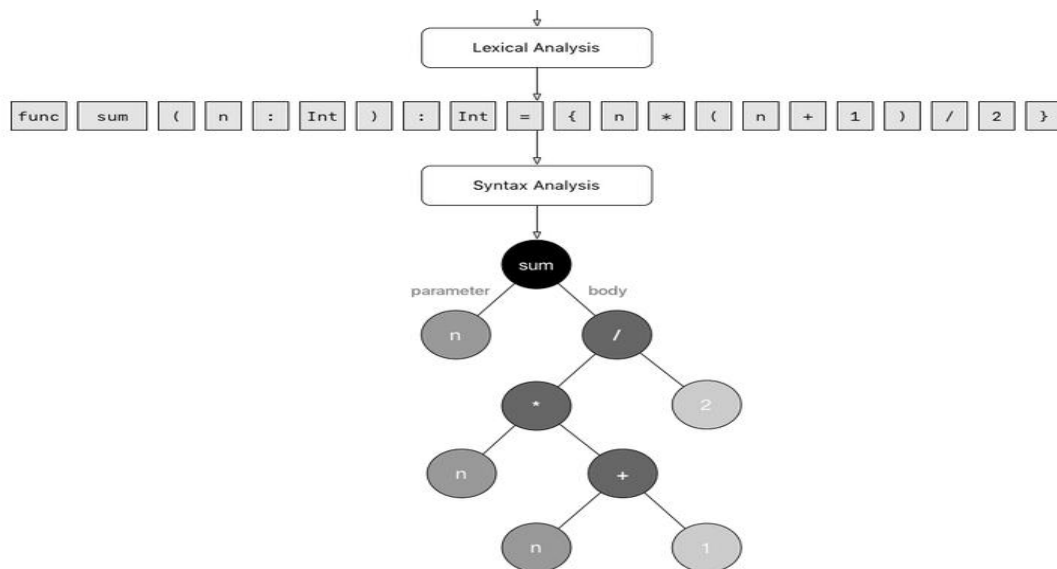 Lexical Analysis
func sum ( n : Int ) : Int = { n * ( n + 1 ) / 2 }
Syntax Analysis
sum
parameter body
n /
* 2
n +
n 1